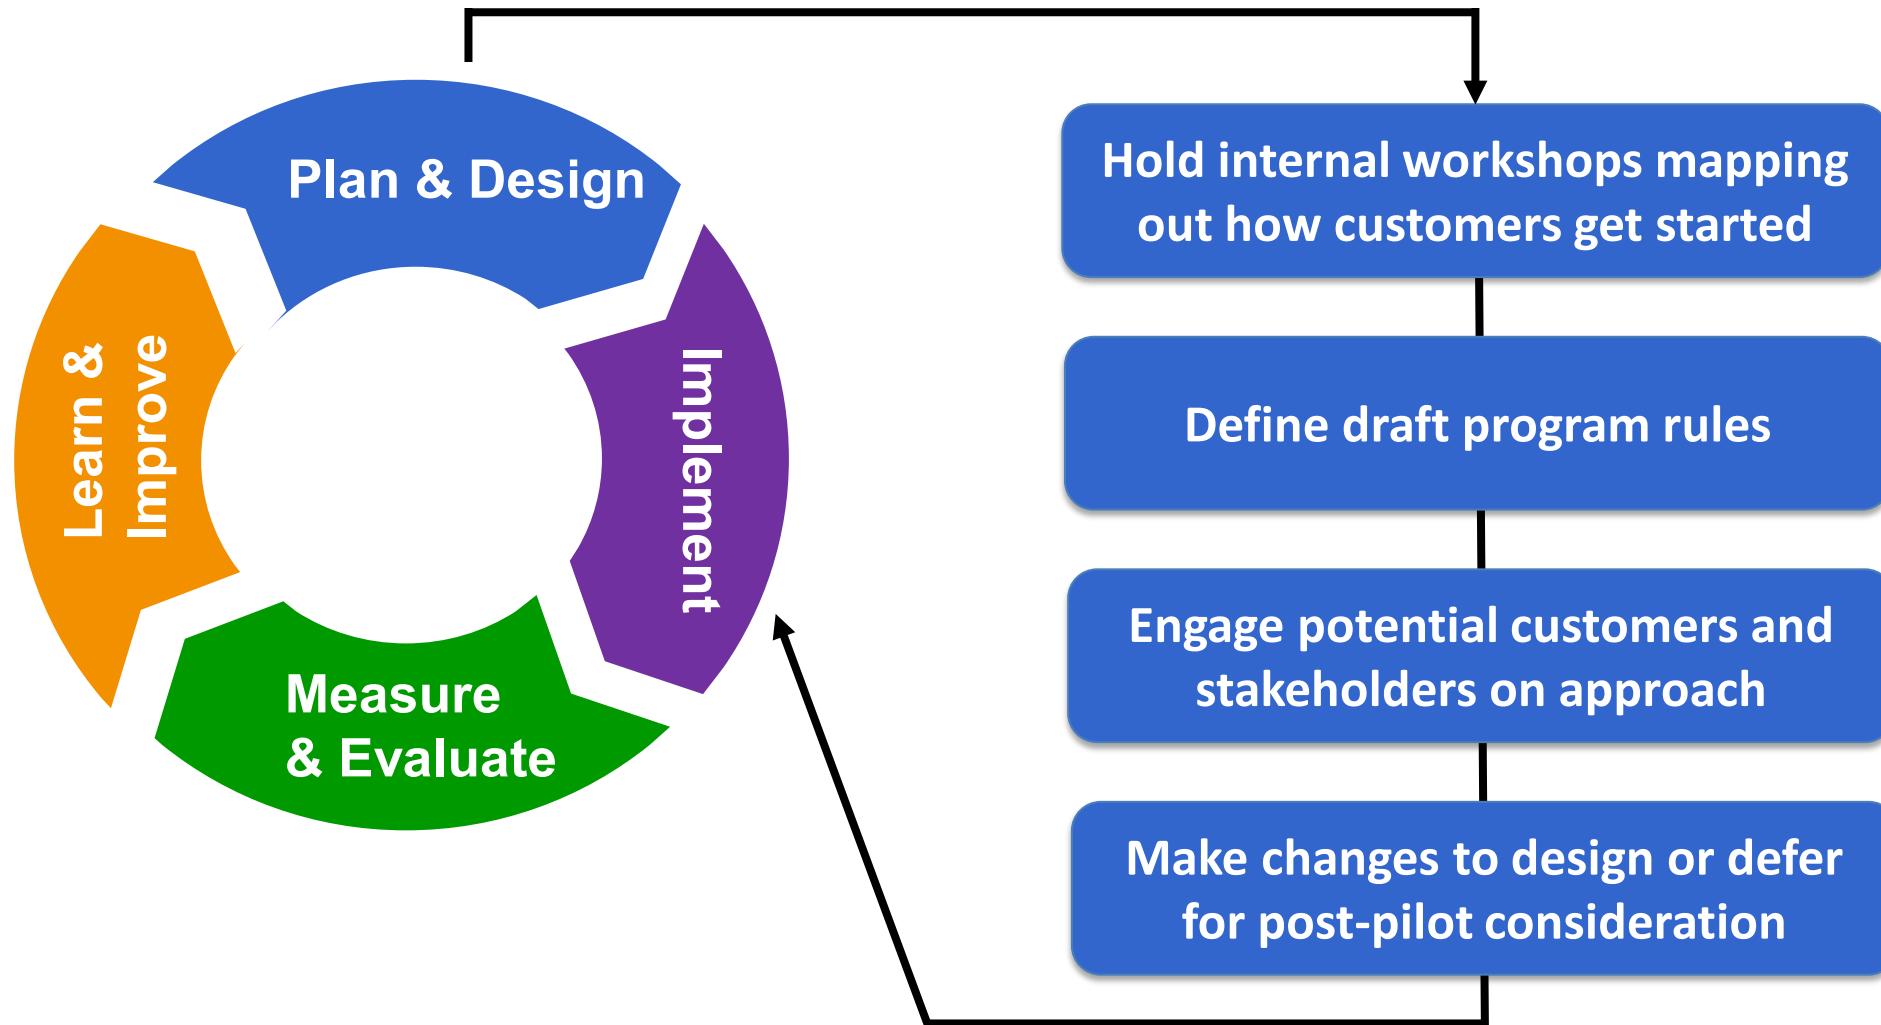 Plan & Design
Implement
Measure
& Evaluate
Learn &
Improve
Hold internal workshops mapping
out how customers get started
Define draft program rules
Engage potential customers and
stakeholders on approach
Make changes to design or defer
for post-pilot consideration